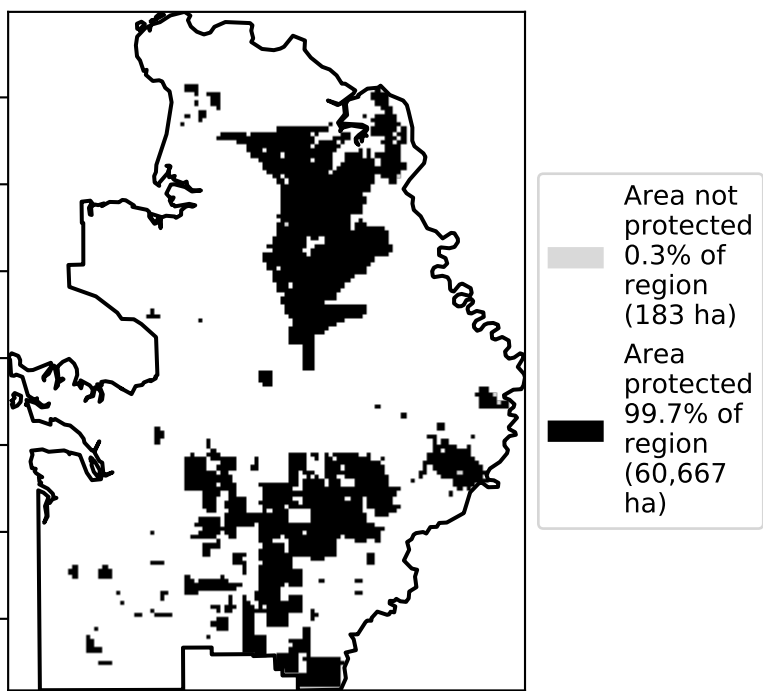 Area not
protected
0.3% of
region
(183 ha)
Area
protected
99.7% of
region
(60,667
ha)